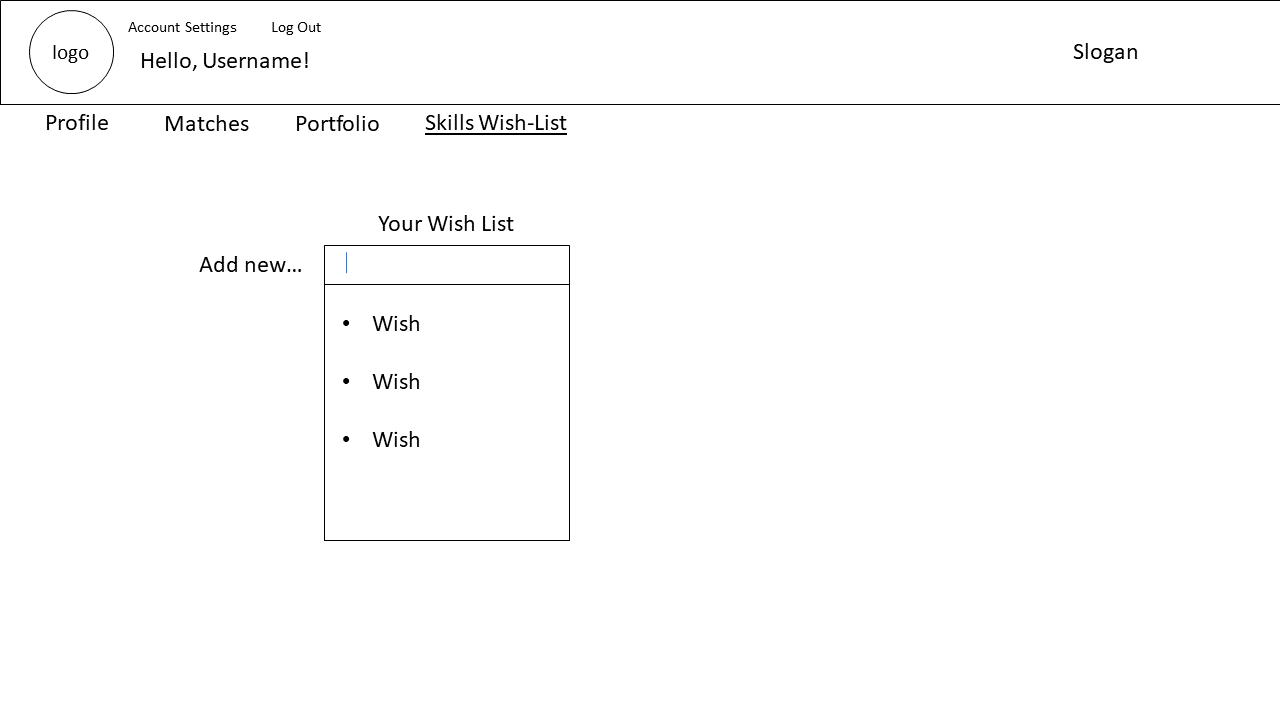 Account Settings Log Out
logo
Hello, Username!
Slogan
Profile Matches Portfolio Skills Wish-List
Your Wish List
Add new...
• Wish
• Wish
• Wish